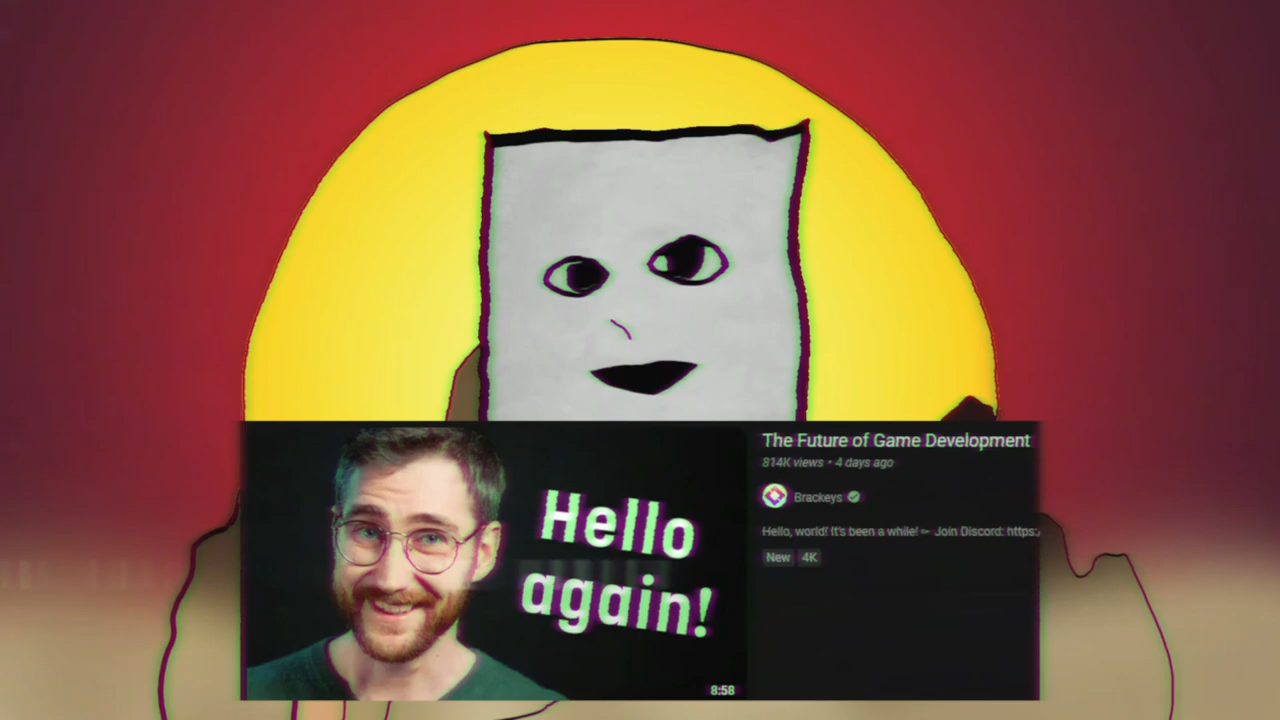 Hello
again!
8:58
The Future of Game Development
814K views • 4 days ago
Brackeys
Hello, world! It's been a while! ► Join Discord: https:/
New 4K